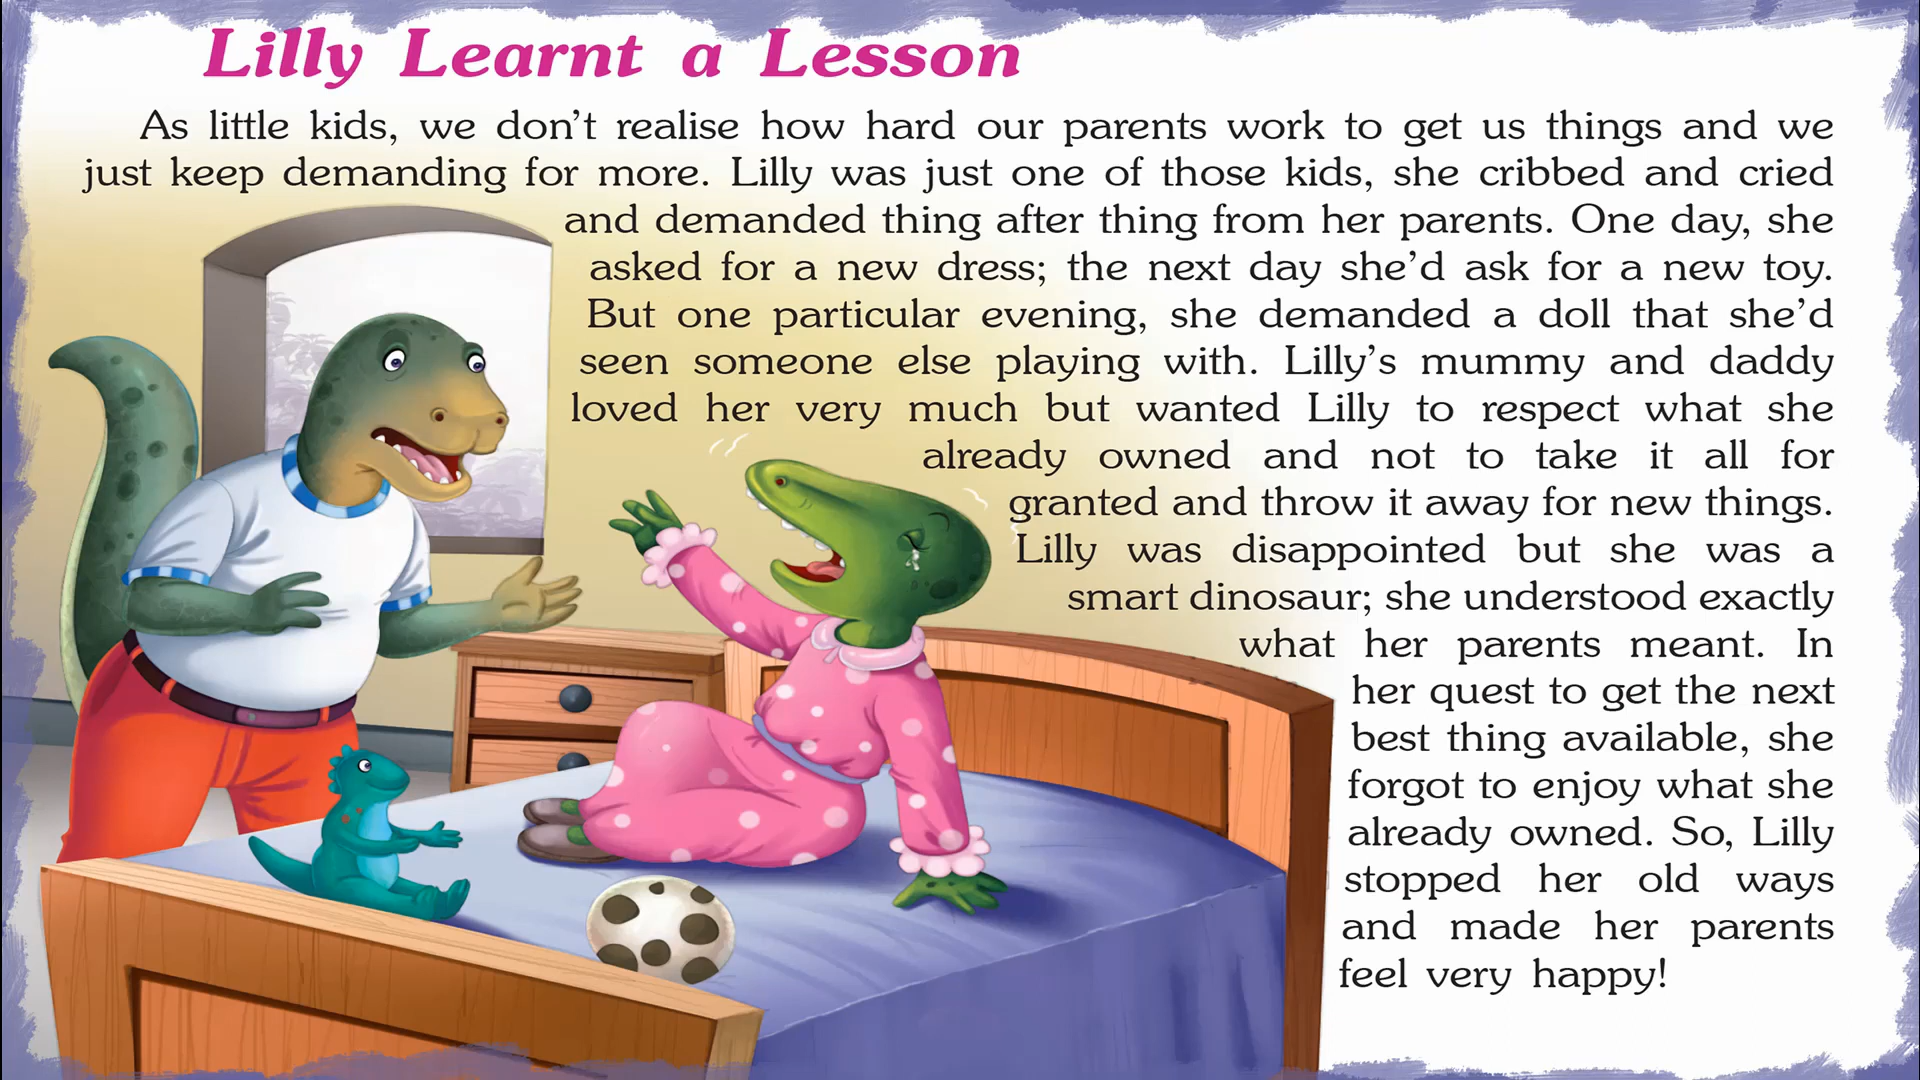 Lilly Learnt a Lesson
As little kids, we don't realise how hard our parents work to get us things and we
just keep demanding for more. Lilly was just one of those kids, she cribbed and cried
and demanded thing after thing from her parents. One day, she
asked for a new dress; the next day she'd ask for a new toy.
But one particular evening, she demanded a doll that she'd
seen someone else playing with. Lilly's mummy and daddy
loved her very much but wanted Lilly to respect what she
already owned and not to take it all for
granted and throw it away for new things.
Lilly was disappointed but she was a
smart dinosaur; she understood exactly
what her parents meant. In
her quest to get the next
best thing available, she
forgot to enjoy what she
already owned. So, Lilly
stopped her old ways
and made her parents
feel very happy!